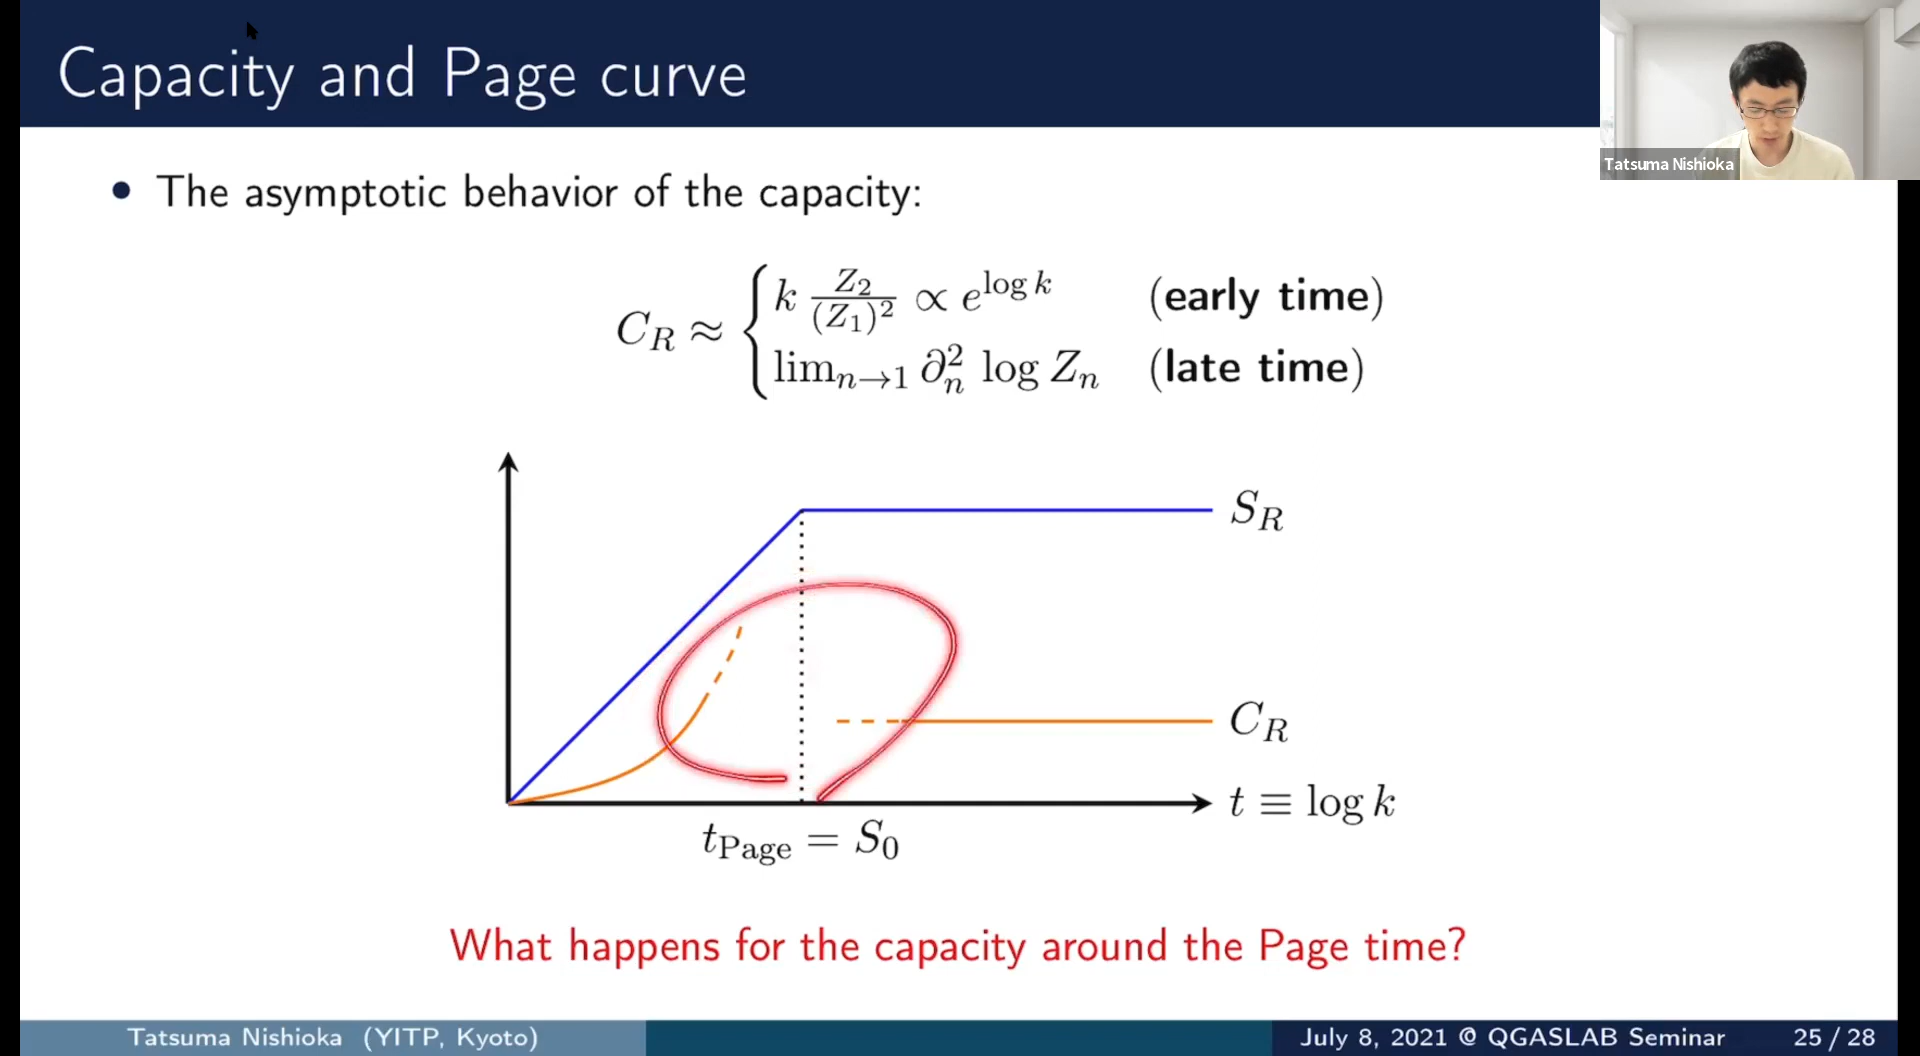 Capacity and Page curve
Tatsuma Nishioka
• The asymptotic behavior of the capacity:
C_R ≈ { k Z_2/(Z_1)^2 ∝ e^{log k} (early time)
lim_{n→1} ∂_n^2 log Z_n (late time)
S_R
C_R
t ≡ log k
t_Page = S_0
What happens for the capacity around the Page time?
Tatsuma Nishioka (YITP, Kyoto)
July 8, 2021 @ QGASLAB Seminar 25 / 28